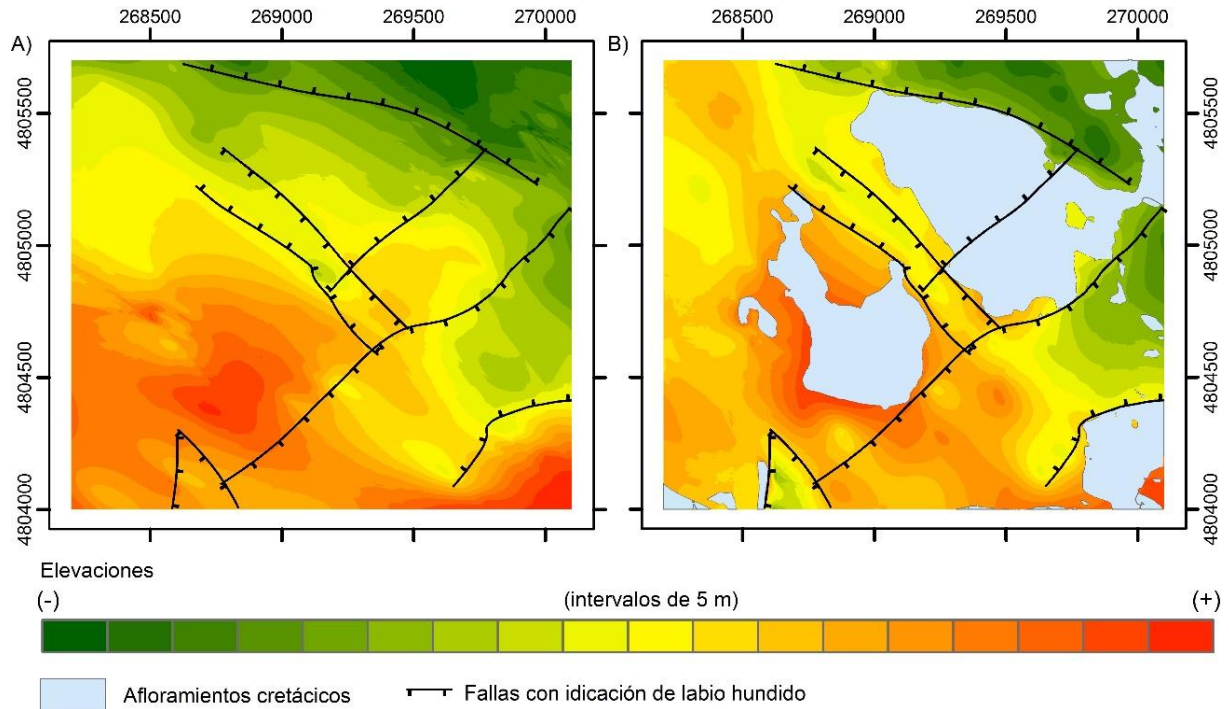 268500 269000 269500 270000 268500 269000 269500 270000
A) B)
4805500 4805500
4805000 4805000
4804500 4804500
4804000 4804000
Elevaciones
(-) (intervalos de 5 m) (+)
Afloramientos cretácicos Fallas con idicación de labio hundido